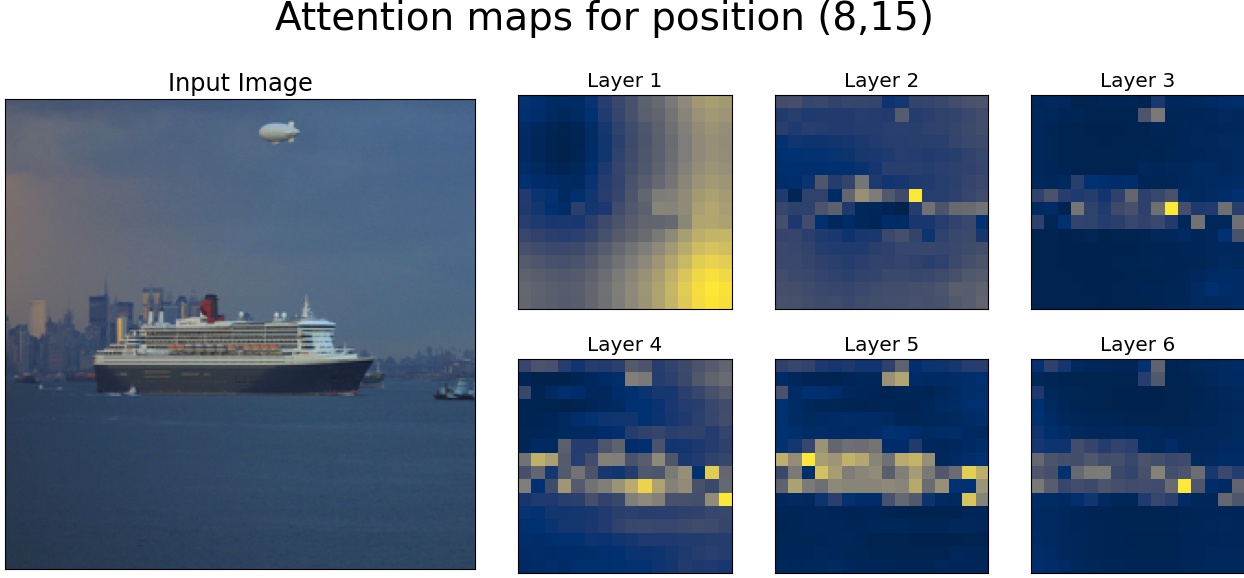 Attention maps for position (8,15)
Input Image
Layer 1
Layer 2
Layer 3
Layer 4
Layer 5
Layer 6